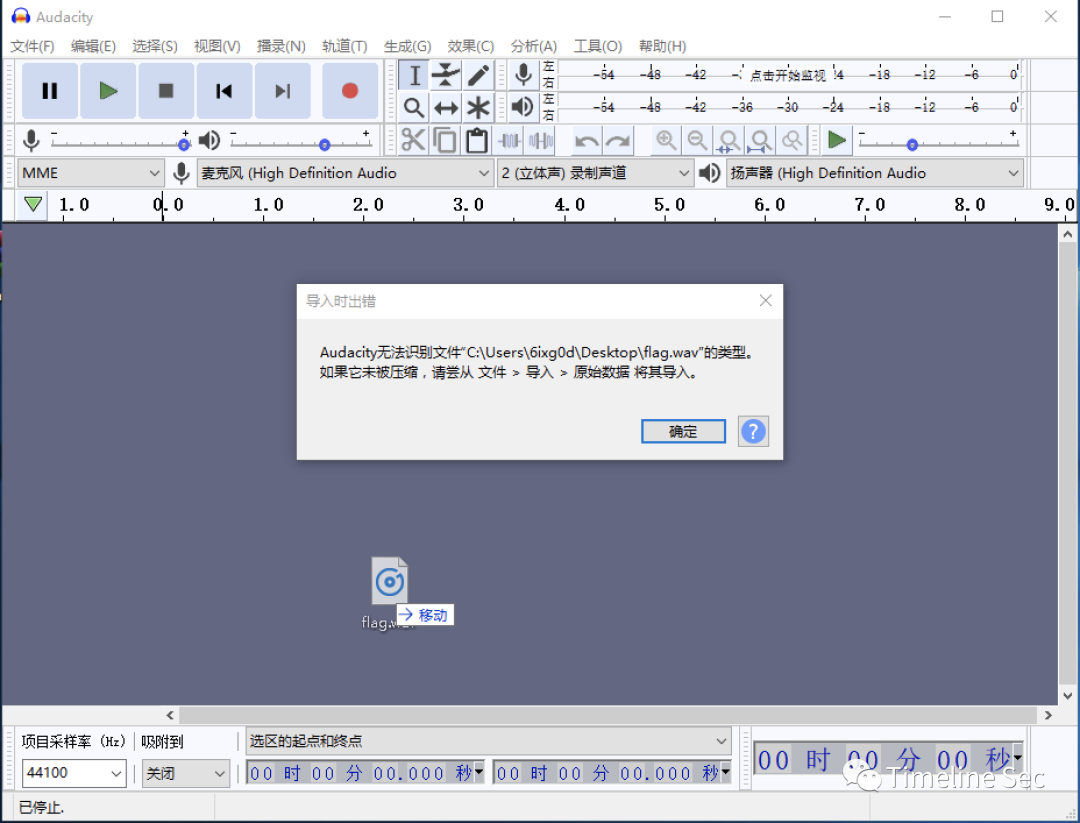 Audacity
文件(F) 编辑(E) 选择(S) 视图(V) 播录(N) 轨道(T) 生成(G) 效果(C) 分析(A) 工具(O) 帮助(H)
左 右 -54 -48 -42 点击开始监视 -18 -12 -6 0
左 右 -54 -48 -42 -36 -30 -24 -18 -12 -6 0
- + - + - +
MME 麦克风 (High Definition Audio 2 (立体声) 录制声道 扬声器 (High Definition Audio
1.0 0.0 1.0 2.0 3.0 4.0 5.0 6.0 7.0 8.0 9.0
导入时出错
Audacity无法识别文件“C:\Users\6ixg0d\Desktop\flag.wav”的类型。
如果它未被压缩，请尝从 文件 > 导入 > 原始数据 将其导入。
确定 ?
移动
项目采样率 (Hz) 吸附到 选区的起点和终点
44100 关闭 00 时 00 分 00.000 秒 00 时 00 分 00.000 秒 00 时 00 分 00 秒
Timeline Sec
已停止.